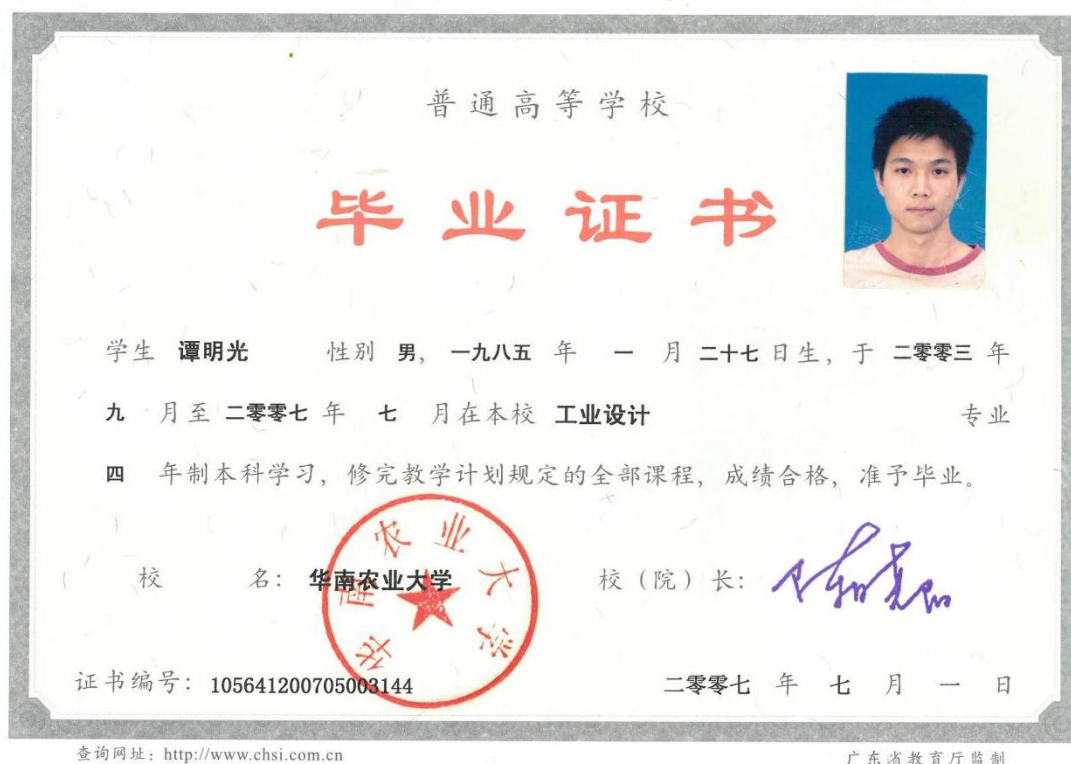 普通高等学校
毕业证书
学生 谭明光 性别 男, 一九八五 年 一 月 二十七 日生, 于 二零零三 年
九 月至 二零零七 年 七 月在本校 工业设计 专业
四 年制本科学习, 修完教学计划规定的全部课程, 成绩合格, 准予毕业。
华南农业大学
校 名: 华南农业大学 校(院)长:
证书编号: 105641200705003144 二零零七 年 七 月 一 日
查询网址: http://www.chsi.com.cn 广东省教育厅监制